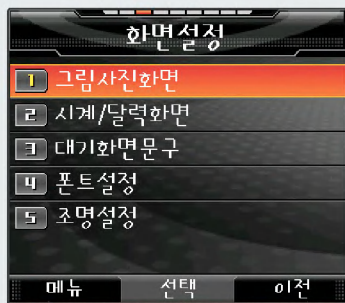 화면설정
1 그림사진화면
2 시계/달력화면
3 대기화면문구
4 폰트설정
5 조명설정
메뉴 선택 이전